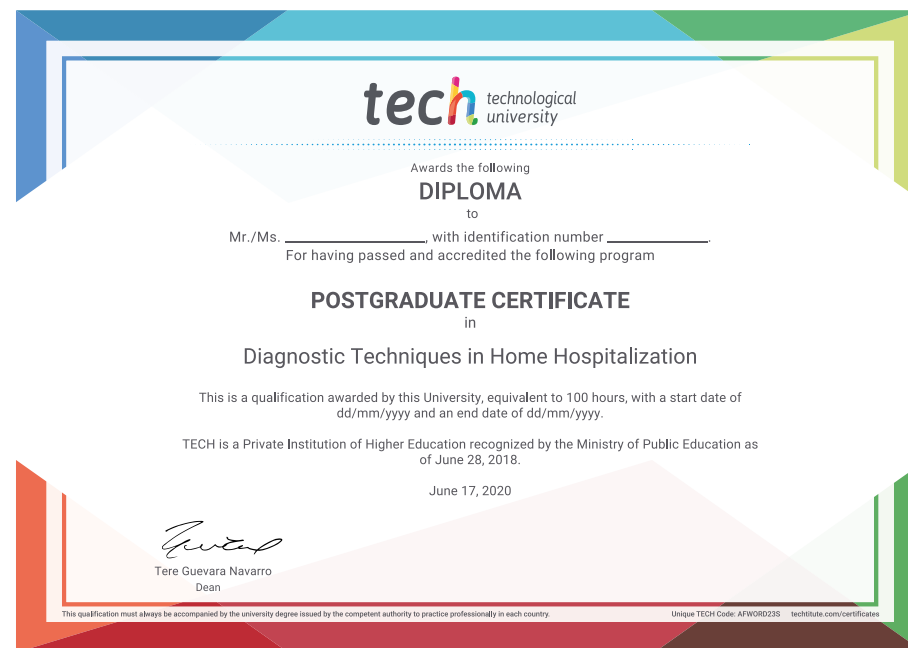 tech technological
university
Awards the following
DIPLOMA
to
Mr./Ms. ____________________, with identification number ______________.
For having passed and accredited the following program
POSTGRADUATE CERTIFICATE
in
Diagnostic Techniques in Home Hospitalization
This is a qualification awarded by this University, equivalent to 100 hours, with a start date of
dd/mm/yyyy and an end date of dd/mm/yyyy.
TECH is a Private Institution of Higher Education recognized by the Ministry of Public Education as
of June 28, 2018.
June 17, 2020
Tere Guevara Navarro
Dean
This qualification must always be accompanied by the university degree issued by the competent authority to practice professionally in each country.
Unique TECH Code: AFWORD23S techtitute.com/certificates